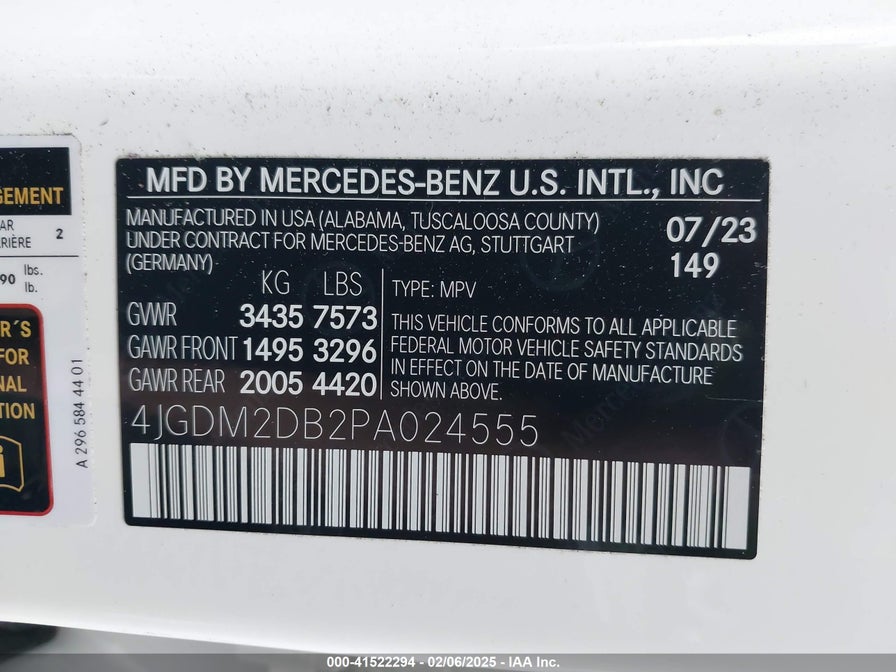 GEMENT
AR
RIÈRE 2
90 lbs.
lb.
R´S
FOR
NAL
TION
i
A 296 584 44 01
MFD BY MERCEDES-BENZ U.S. INTL., INC
MANUFACTURED IN USA (ALABAMA, TUSCALOOSA COUNTY)
UNDER CONTRACT FOR MERCEDES-BENZ AG, STUTTGART
(GERMANY)
07/23
149
KG LBS
GVWR 3435 7573
GAWR FRONT 1495 3296
GAWR REAR 2005 4420
TYPE: MPV
THIS VEHICLE CONFORMS TO ALL APPLICABLE
FEDERAL MOTOR VEHICLE SAFETY STANDARDS
IN EFFECT ON THE DATE OF MANUFACTURE
SHOWN ABOVE.
4JGDM2DB2PA024555
000-41522294 - 02/06/2025 - IAA Inc.